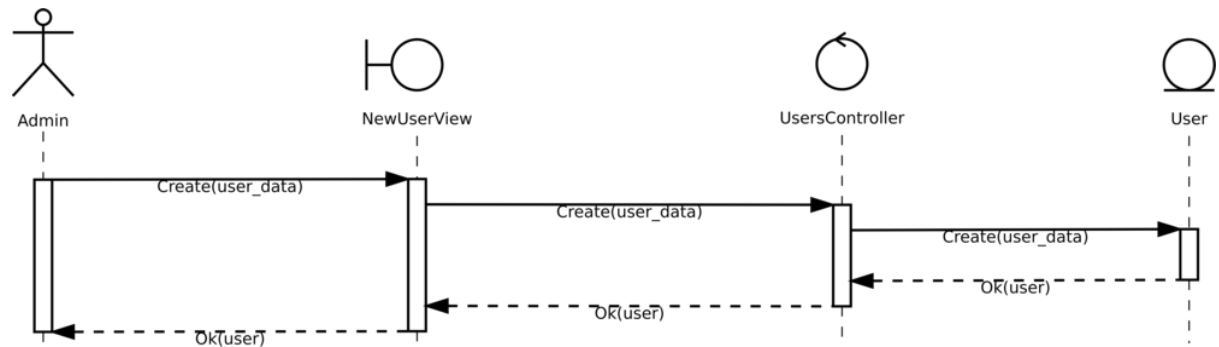 Admin
NewUserView
UsersController
User
Create(user_data)
Create(user_data)
Create(user_data)
Ok(user)
Ok(user)
Ok(user)